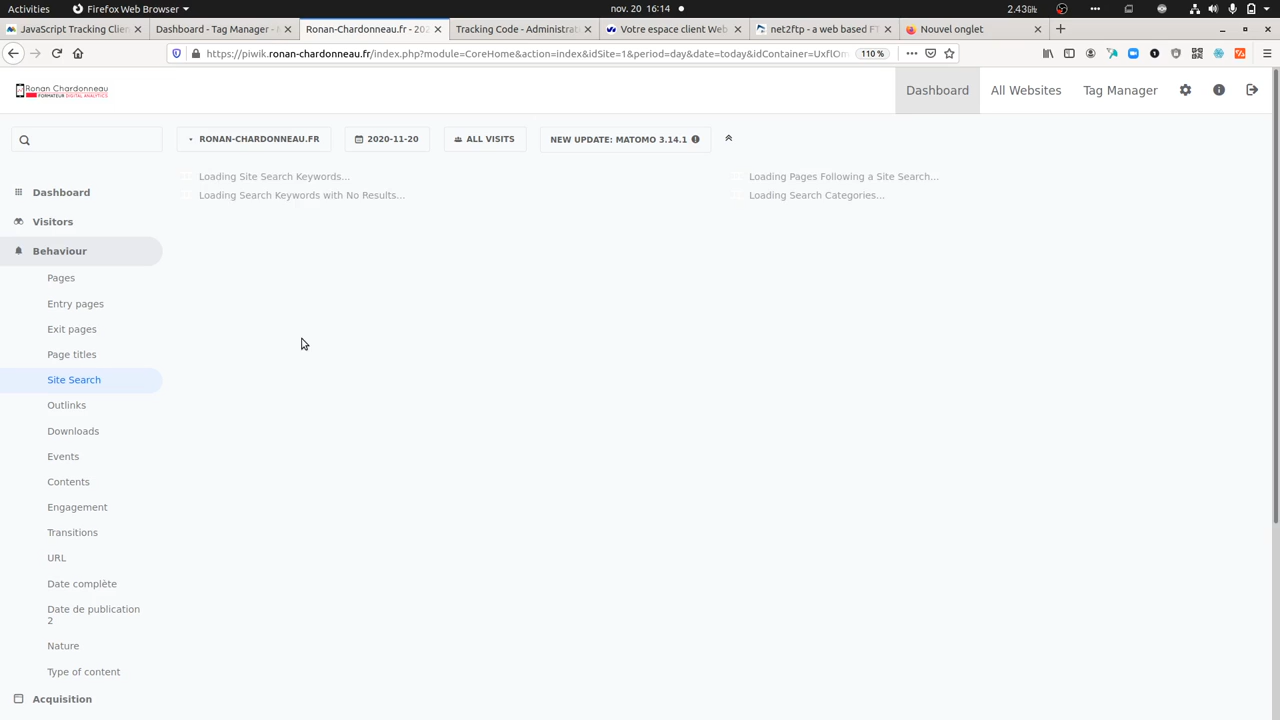 Activities
Firefox Web Browser
nov. 20 16:14
2.43♔
JavaScript Tracking Clien
Dashboard - Tag Manager -
Ronan-Chardonneau.fr - 202
Tracking Code - Administrat
Votre espace client Web
net2ftp - a web based FT
Nouvel onglet
https://piwik.ronan-chardonneau.fr/index.php?module=CoreHome&action=index&idSite=1&period=day&date=today&idContainer=UxfIOm
110 %
Ronan Chardonneau
FORMATEUR DIGITAL ANALYTICS
Dashboard
All Websites
Tag Manager
RONAN-CHARDONNEAU.FR
2020-11-20
ALL VISITS
NEW UPDATE: MATOMO 3.14.1
Loading Site Search Keywords...
Loading Search Keywords with No Results...
Loading Pages Following a Site Search...
Loading Search Categories...
Dashboard
Visitors
Behaviour
Pages
Entry pages
Exit pages
Page titles
Site Search
Outlinks
Downloads
Events
Contents
Engagement
Transitions
URL
Date complète
Date de publication
2
Nature
Type of content
Acquisition